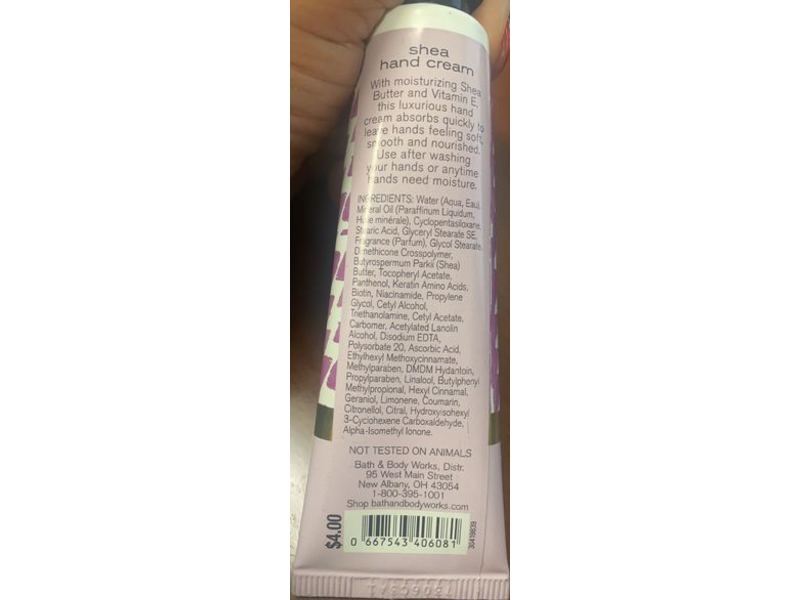 shea
hand cream
With moisturizing Shea
Butter and Vitamin E,
this luxurious hand
cream absorbs quickly to
leave hands feeling soft,
smooth and nourished.
Use after washing
your hands or anytime
hands need moisture.
INGREDIENTS: Water (Aqua, Eau),
Mineral Oil (Paraffinum Liquidum,
Huile minérale), Cyclopentasiloxane,
Stearic Acid, Glyceryl Stearate SE,
Fragrance (Parfum), Glycol Stearate,
Dimethicone Crosspolymer,
Butyrospermum Parkii (Shea)
Butter, Tocopheryl Acetate,
Panthenol, Keratin Amino Acids,
Biotin, Niacinamide, Propylene
Glycol, Cetyl Alcohol,
Triethanolamine, Cetyl Acetate,
Carbomer, Acetylated Lanolin
Alcohol, Disodium EDTA,
Polysorbate 20, Ascorbic Acid,
Ethylhexyl Methoxycinnamate,
Methylparaben, DMDM Hydantoin,
Propylparaben, Linalool, Butylphenyl
Methylpropional, Hexyl Cinnamal,
Geraniol, Limonene, Coumarin,
Citronellol, Citral, Hydroxyisohexyl
3-Cyclohexene Carboxaldehyde,
Alpha-Isomethyl Ionone.
NOT TESTED ON ANIMALS
Bath & Body Works, Distr.
95 West Main Street
New Albany, OH 43054
1-800-395-1001
Shop bathandbodyworks.com
$4.00
0 667543 406081